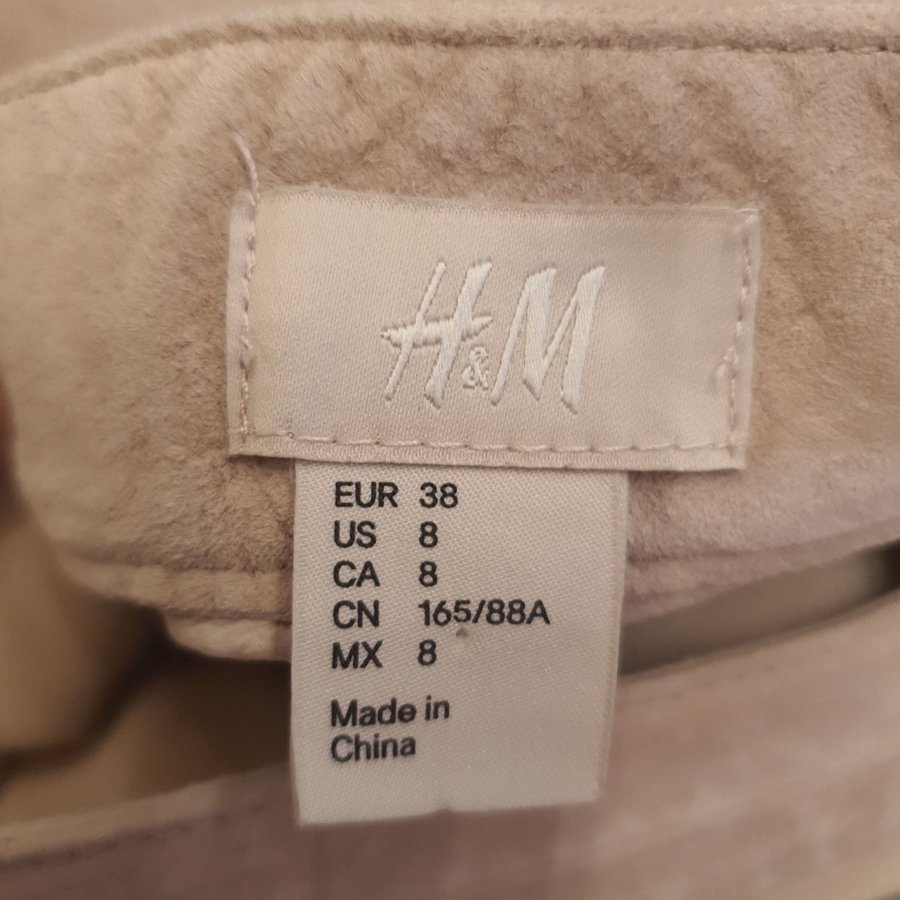 H&M
EUR 38
US 8
CA 8
CN 165/88A
MX 8
Made in
China